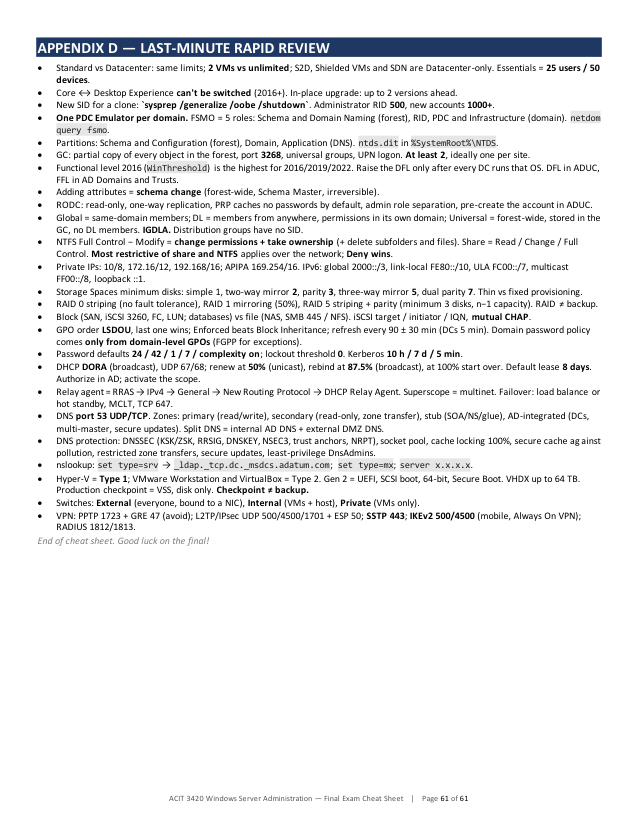 APPENDIX D — LAST-MINUTE RAPID REVIEW
• Standard vs Datacenter: same limits; 2 VMs vs unlimited; S2D, Shielded VMs and SDN are Datacenter-only. Essentials = 25 users / 50
devices.
• Core ↔ Desktop Experience can't be switched (2016+). In-place upgrade: up to 2 versions ahead.
• New SID for a clone: `sysprep /generalize /oobe /shutdown`. Administrator RID 500, new accounts 1000+.
• One PDC Emulator per domain. FSMO = 5 roles: Schema and Domain Naming (forest), RID, PDC and Infrastructure (domain). netdom
query fsmo.
• Partitions: Schema and Configuration (forest), Domain, Application (DNS). ntds.dit in %SystemRoot%\NTDS.
• GC: partial copy of every object in the forest, port 3268, universal groups, UPN logon. At least 2, ideally one per site.
• Functional level 2016 (WinThreshold) is the highest for 2016/2019/2022. Raise the DFL only after every DC runs that OS. DFL in ADUC,
FFL in AD Domains and Trusts.
• Adding attributes = schema change (forest-wide, Schema Master, irreversible).
• RODC: read-only, one-way replication, PRP caches no passwords by default, admin role separation, pre-create the account in ADUC.
• Global = same-domain members; DL = members from anywhere, permissions in its own domain; Universal = forest-wide, stored in the
GC, no DL members. IGDLA. Distribution groups have no SID.
• NTFS Full Control − Modify = change permissions + take ownership (+ delete subfolders and files). Share = Read / Change / Full
Control. Most restrictive of share and NTFS applies over the network; Deny wins.
• Private IPs: 10/8, 172.16/12, 192.168/16; APIPA 169.254/16. IPv6: global 2000::/3, link-local FE80::/10, ULA FC00::/7, multicast
FF00::/8, loopback ::1.
• Storage Spaces minimum disks: simple 1, two-way mirror 2, parity 3, three-way mirror 5, dual parity 7. Thin vs fixed provisioning.
• RAID 0 striping (no fault tolerance), RAID 1 mirroring (50%), RAID 5 striping + parity (minimum 3 disks, n−1 capacity). RAID ≠ backup.
• Block (SAN, iSCSI 3260, FC, LUN; databases) vs file (NAS, SMB 445 / NFS). iSCSI target / initiator / IQN, mutual CHAP.
• GPO order LSDOU, last one wins; Enforced beats Block Inheritance; refresh every 90 ± 30 min (DCs 5 min). Domain password policy
comes only from domain-level GPOs (FGPP for exceptions).
• Password defaults 24 / 42 / 1 / 7 / complexity on; lockout threshold 0. Kerberos 10 h / 7 d / 5 min.
• DHCP DORA (broadcast), UDP 67/68; renew at 50% (unicast), rebind at 87.5% (broadcast), at 100% start over. Default lease 8 days.
Authorize in AD; activate the scope.
• Relay agent = RRAS → IPv4 → General → New Routing Protocol → DHCP Relay Agent. Superscope = multinet. Failover: load balance or
hot standby, MCLT, TCP 647.
• DNS port 53 UDP/TCP. Zones: primary (read/write), secondary (read-only, zone transfer), stub (SOA/NS/glue), AD-integrated (DCs,
multi-master, secure updates). Split DNS = internal AD DNS + external DMZ DNS.
• DNS protection: DNSSEC (KSK/ZSK, RRSIG, DNSKEY, NSEC3, trust anchors, NRPT), socket pool, cache locking 100%, secure cache ag ainst
pollution, restricted zone transfers, secure updates, least-privilege DnsAdmins.
• nslookup: set type=srv → _ldap._tcp.dc._msdcs.adatum.com; set type=mx; server x.x.x.x.
• Hyper-V = Type 1; VMware Workstation and VirtualBox = Type 2. Gen 2 = UEFI, SCSI boot, 64-bit, Secure Boot. VHDX up to 64 TB.
Production checkpoint = VSS, disk only. Checkpoint ≠ backup.
• Switches: External (everyone, bound to a NIC), Internal (VMs + host), Private (VMs only).
• VPN: PPTP 1723 + GRE 47 (avoid); L2TP/IPsec UDP 500/4500/1701 + ESP 50; SSTP 443; IKEv2 500/4500 (mobile, Always On VPN);
RADIUS 1812/1813.
End of cheat sheet. Good luck on the final!
ACIT 3420 Windows Server Administration — Final Exam Cheat Sheet | Page 61 of 61